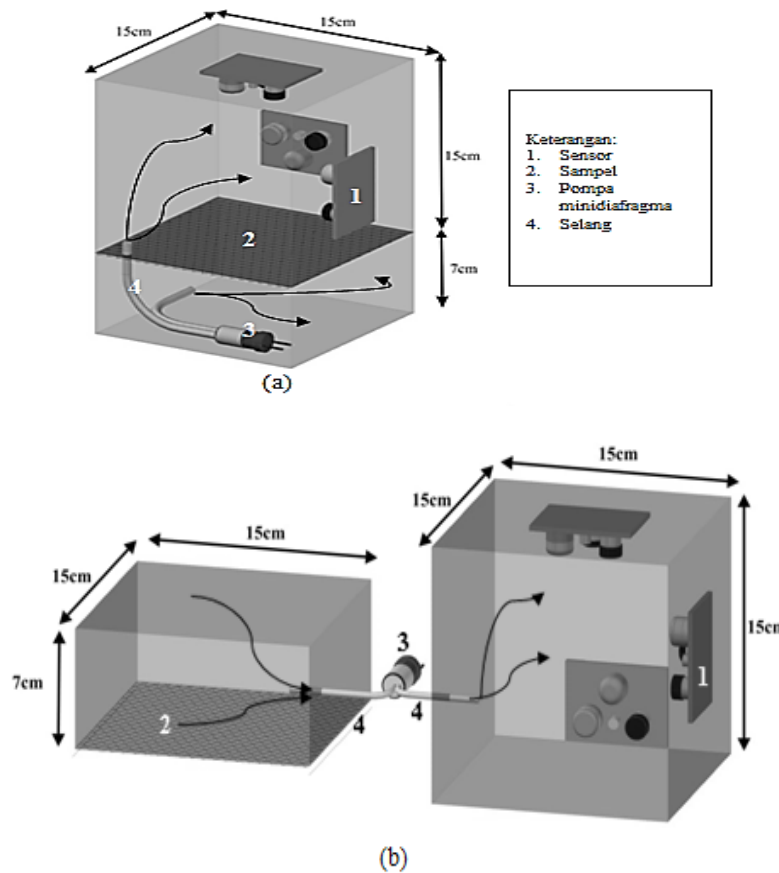 15cm
15cm
15cm
7cm
1
2
3
4
Keterangan:
1. Sensor
2. Sampel
3. Pompa
minidiafragma
4. Selang
(a)
15cm
15cm
15cm
15cm
15cm
7cm
3
1
2
4
4
(b)